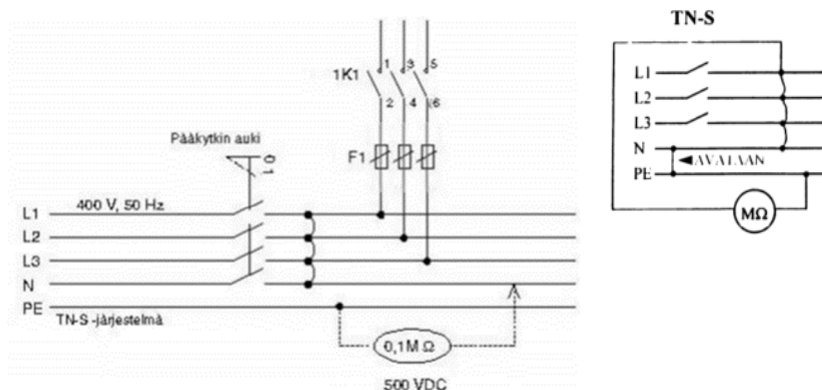 1K1
1 3 5
2 4 6
Pääkytkin auki
0 1
F1
400 V, 50 Hz
L1
L2
L3
N
PE
TN-S -järjestelmä
0,1M Ω
500 VDC
TN-S
L1
L2
L3
N
AVATAAN
PE
MΩ